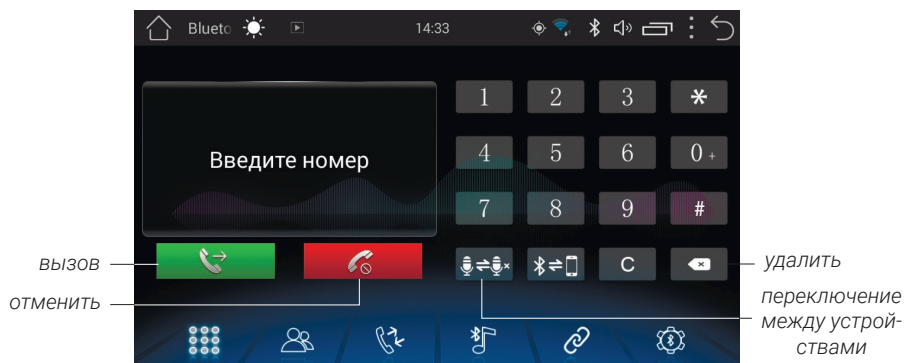 Blueto 14:33
1 2 3 *
Введите номер
4 5 6 0 +
7 8 9 #
вызов
C
удалить
отменить
переключение
между устрой-
ствами